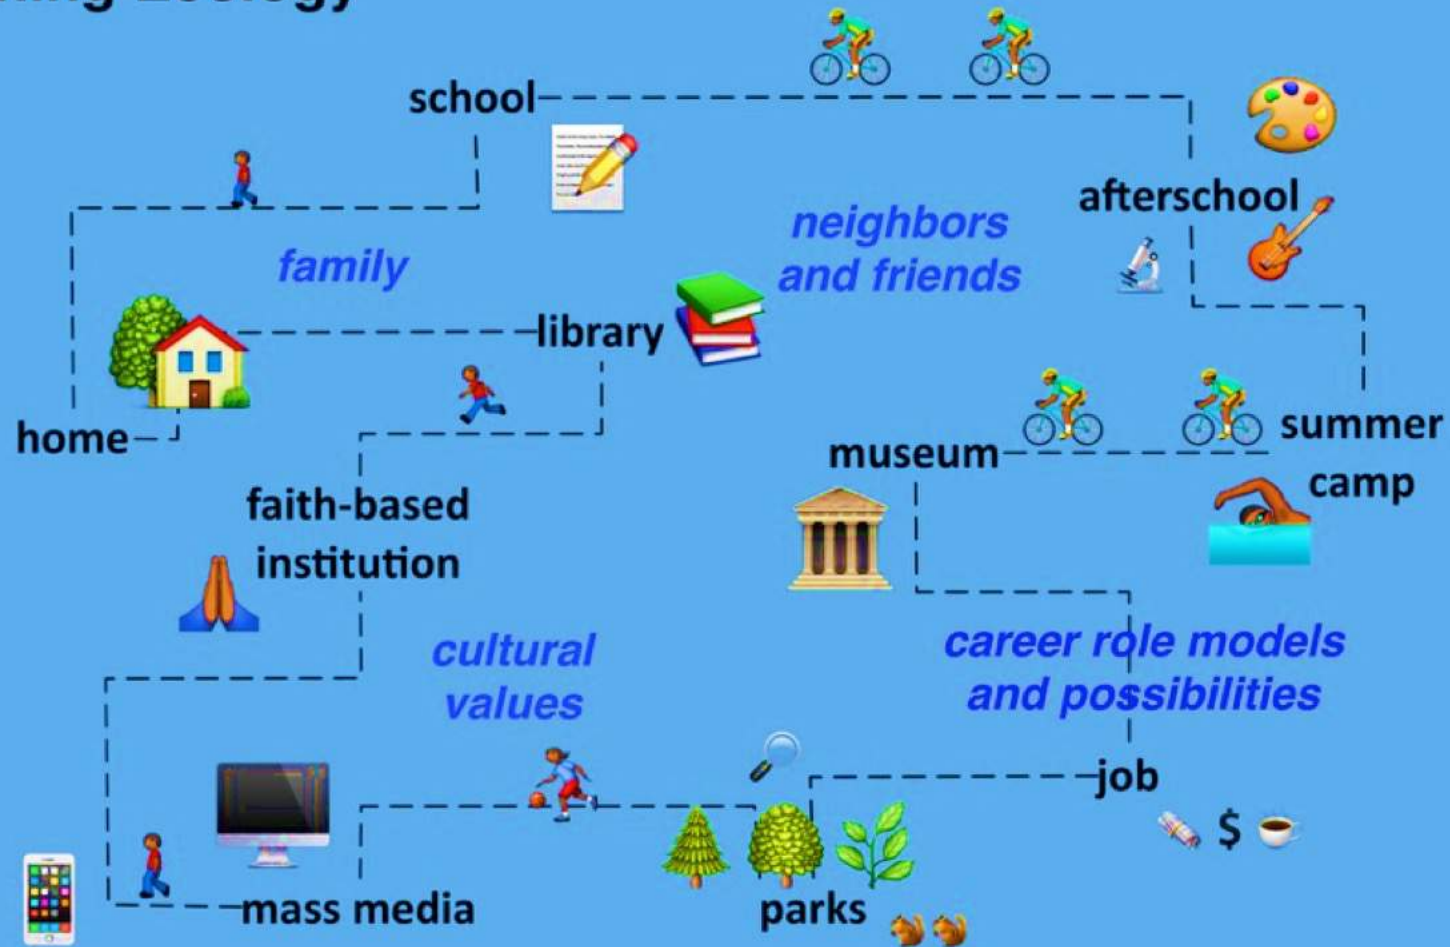 Ecology
school
afterschool
neighbors
and friends
family
library
home
summer
camp
museum
faith-based
institution
cultural
values
career role models
and possibilities
job
$
mass media
parks